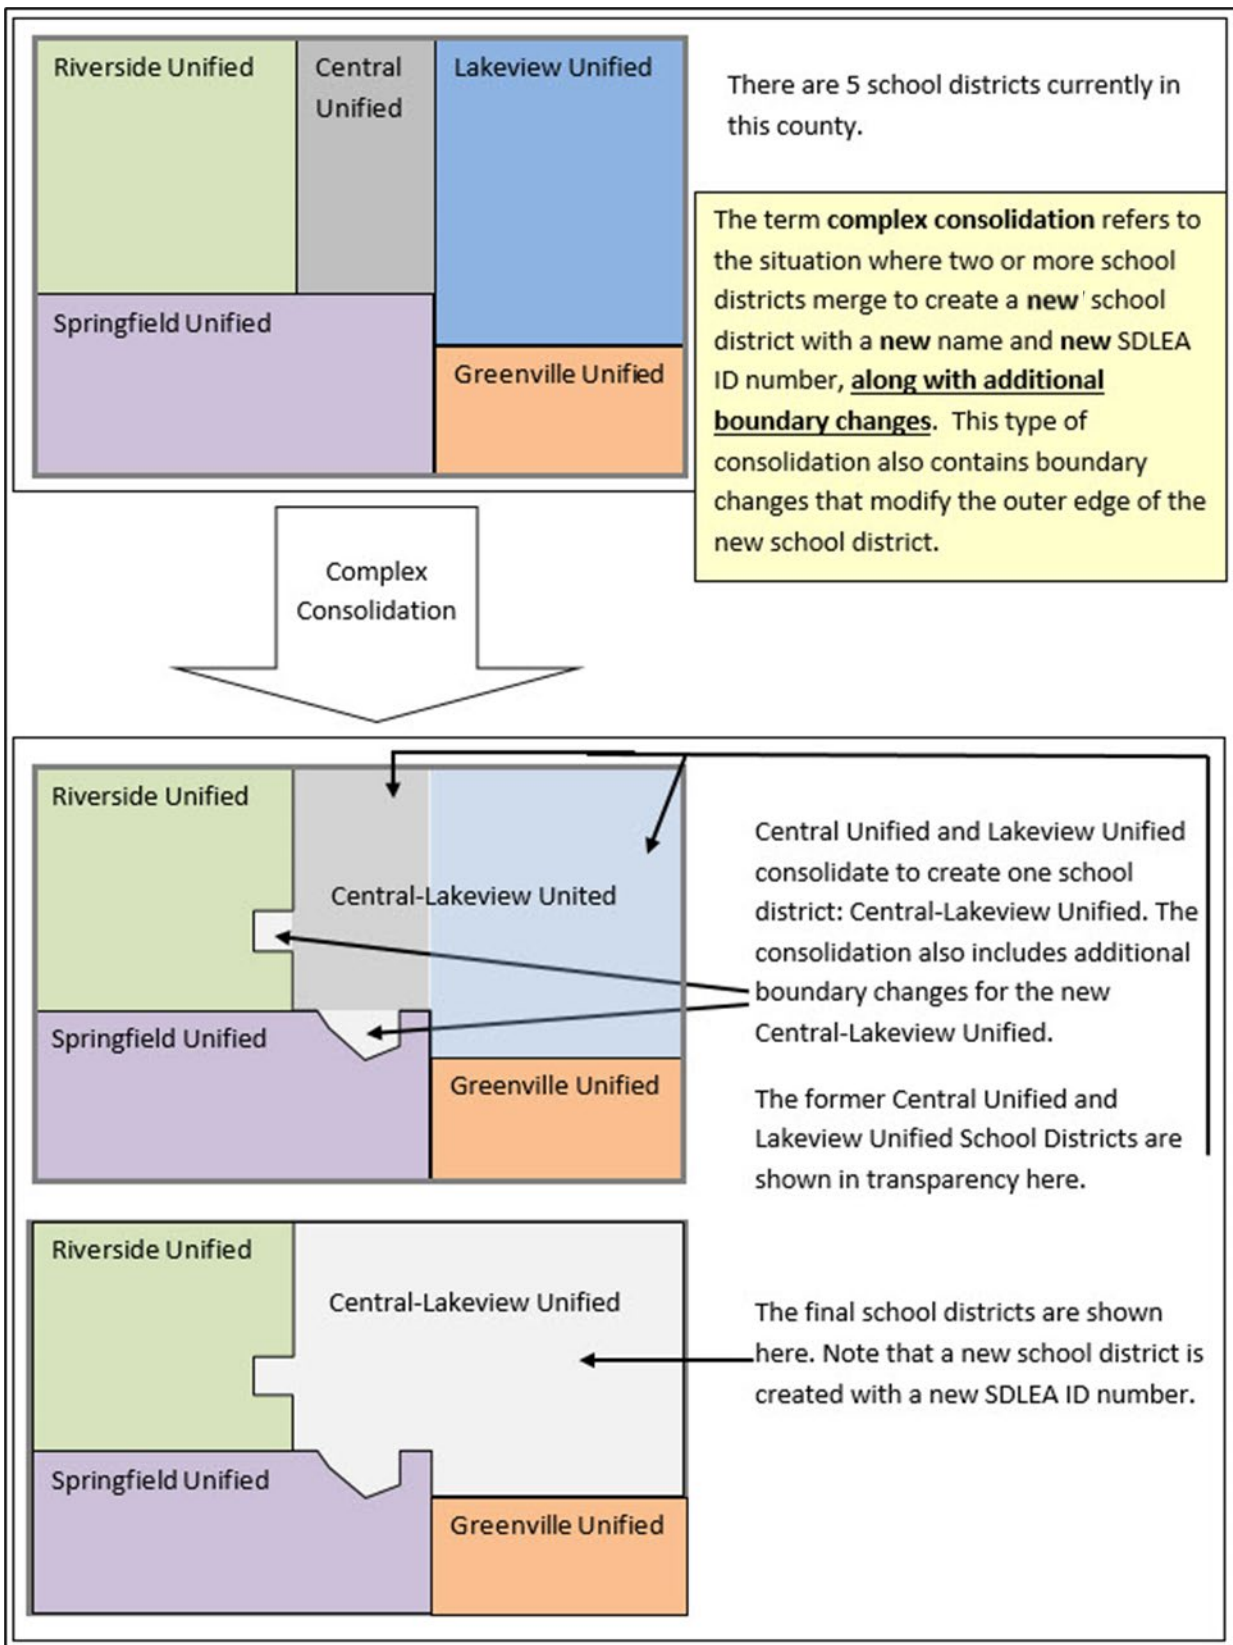 Riverside Unified
Central
Unified
Lakeview Unified
Springfield Unified
Greenville Unified
There are 5 school districts currently in
this county.
The term complex consolidation refers to
the situation where two or more school
districts merge to create a new' school
district with a new name and new SDLEA
ID number, along with additional
boundary changes. This type of
consolidation also contains boundary
changes that modify the outer edge of the
new school district.
Complex
Consolidation
Riverside Unified
Central-Lakeview United
Springfield Unified
Greenville Unified
Central Unified and Lakeview Unified
consolidate to create one school
district: Central-Lakeview Unified. The
consolidation also includes additional
boundary changes for the new
Central-Lakeview Unified.
The former Central Unified and
Lakeview Unified School Districts are
shown in transparency here.
Riverside Unified
Central-Lakeview Unified
Springfield Unified
Greenville Unified
The final school districts are shown
here. Note that a new school district is
created with a new SDLEA ID number.